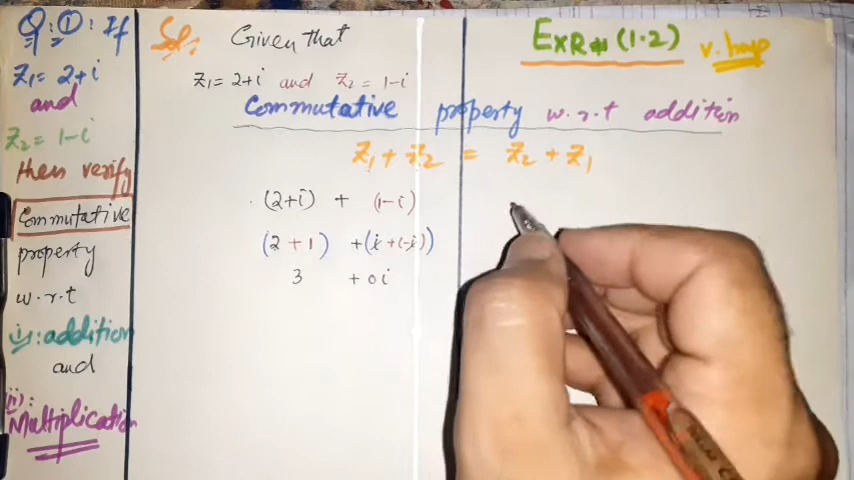 Q:①: If
Z₁ = 2+i
and
Z₂ = 1-i
then verify
Commutative
property
w.r.t
i): addition
and
ii):
Multiplication
Sol:
Given that
Z₁ = 2+i and Z₂ = 1-i
EXR# (1.2)
v. Imp
Commutative property w.r.t addition
Z₁ + Z₂ = Z₂ + Z₁
(2+i) + (1-i)
(2 + 1) + (i + (-i))
3 + 0i